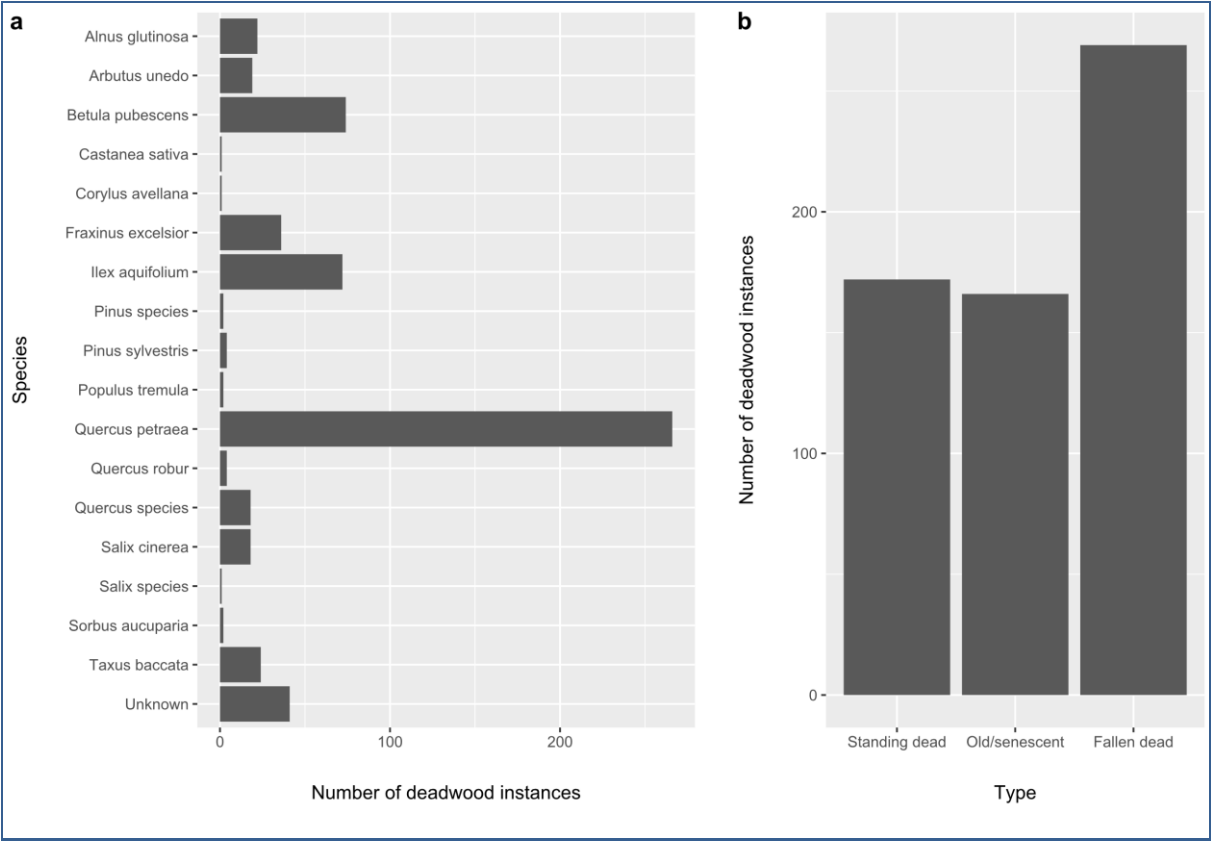 a
Alnus glutinosa
Arbutus unedo
Betula pubescens
Castanea sativa
Corylus avellana
Fraxinus excelsior
Ilex aquifolium
Pinus species
Pinus sylvestris
Populus tremula
Quercus petraea
Quercus robur
Quercus species
Salix cinerea
Salix species
Sorbus aucuparia
Taxus baccata
Unknown
Species
0 100 200
Number of deadwood instances
b
200
100
0
Number of deadwood instances
Standing dead Old/senescent Fallen dead
Type